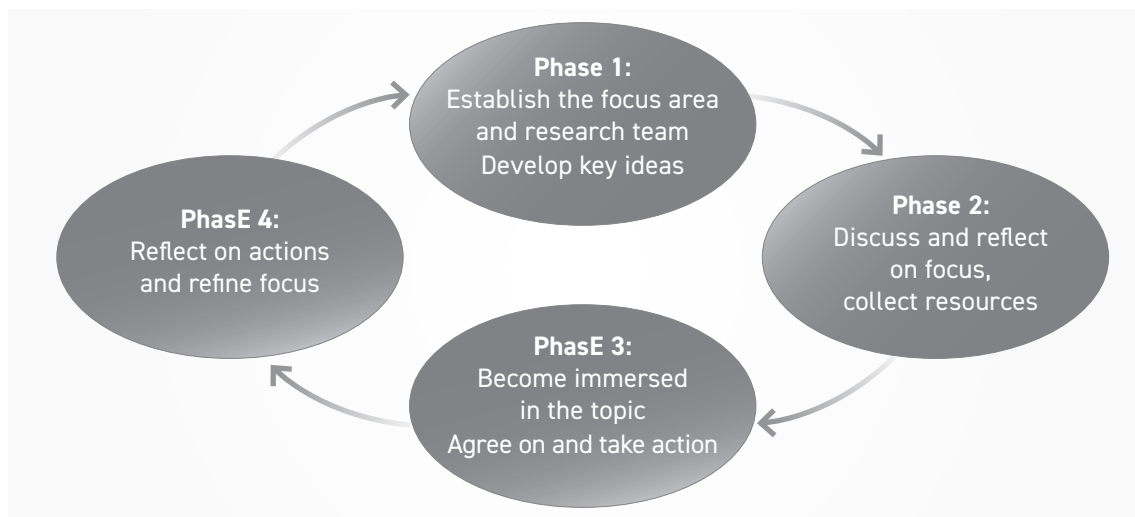 Phase 1:
Establish the focus area
and research team
Develop key ideas
Phase 2:
Discuss and reflect
on focus,
collect resources
PhasE 3:
Become immersed
in the topic
Agree on and take action
PhasE 4:
Reflect on actions
and refine focus